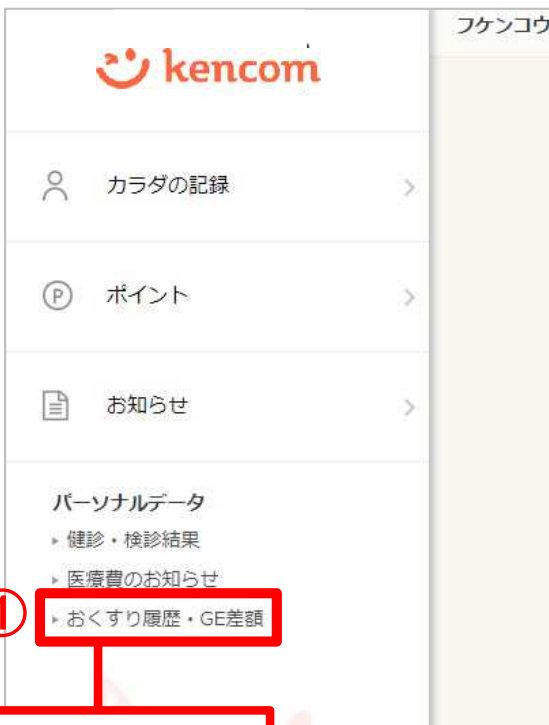 フケンコウ
kencom
カラダの記録
P ポイント
お知らせ
パーソナルデータ
健診・検診結果
医療費のお知らせ
① おくすり履歴・GE差額